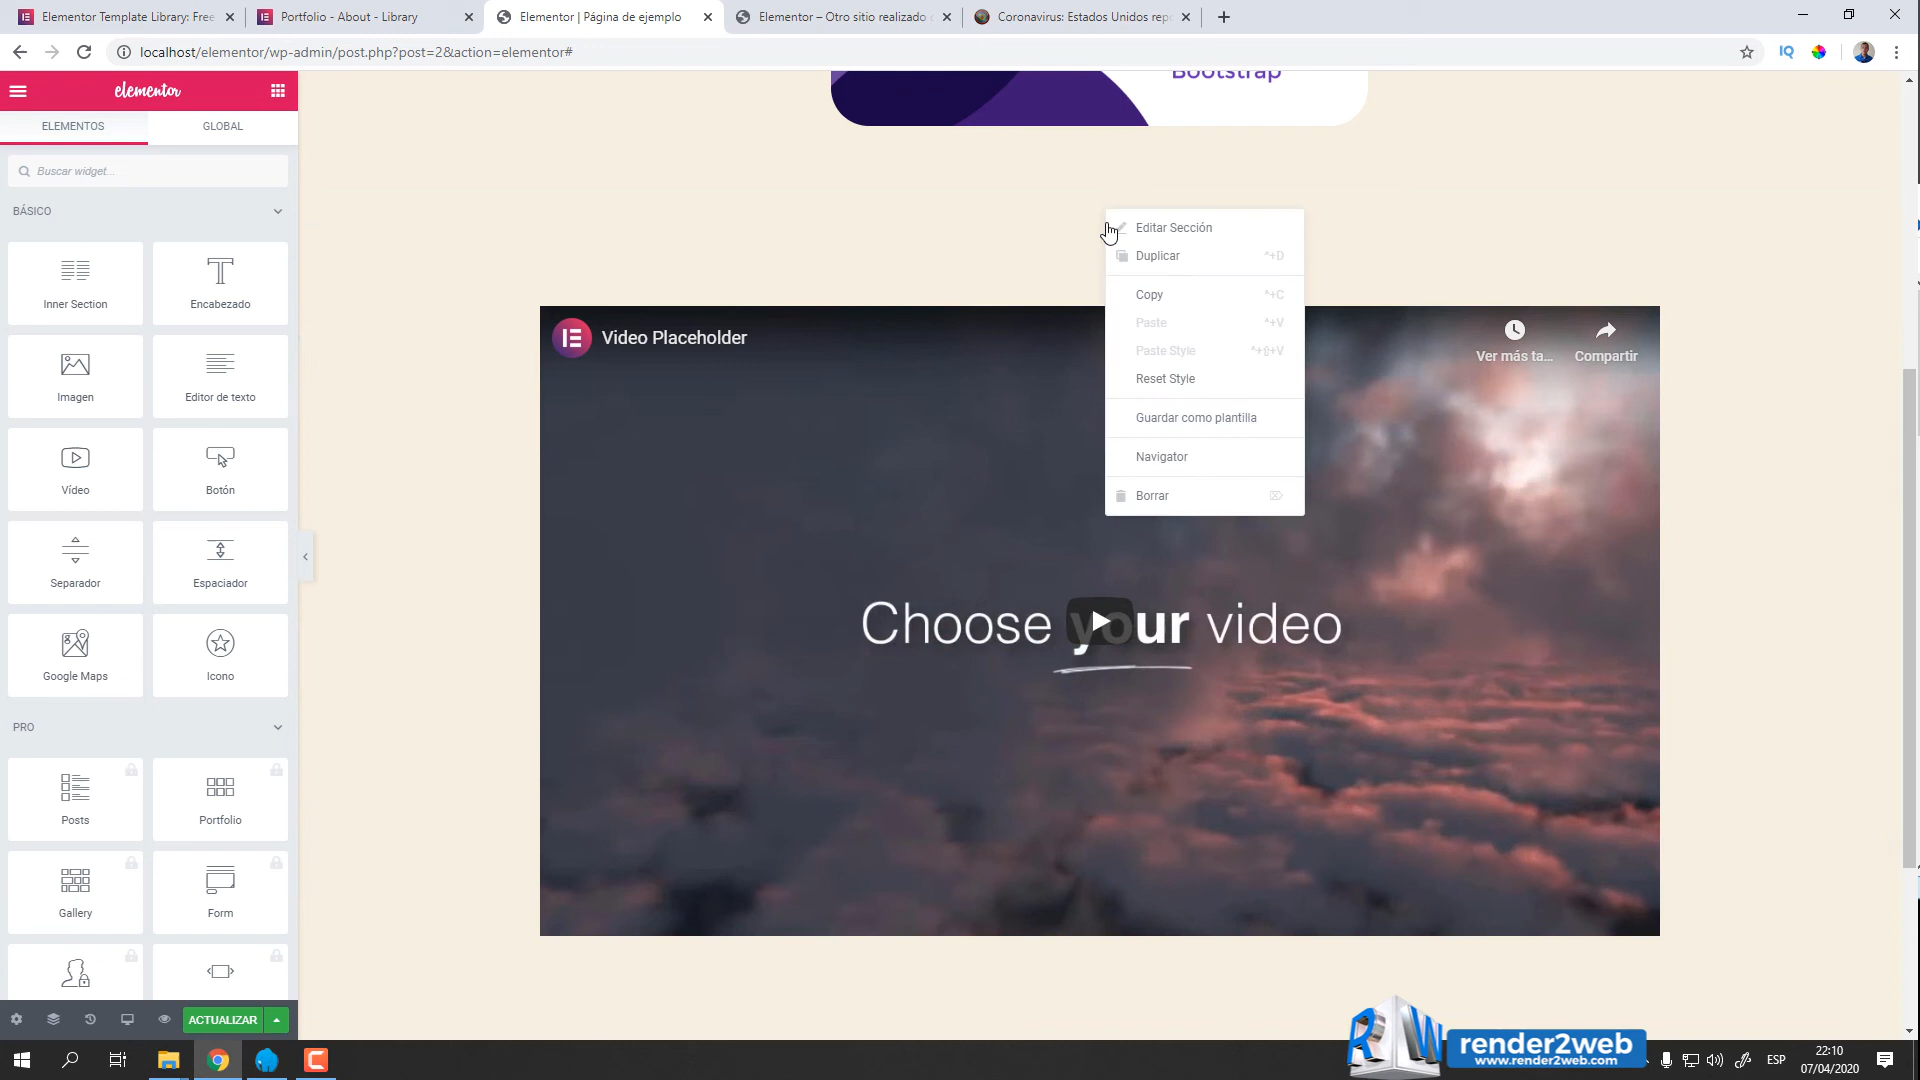 Elementor Template Library: Free
Portfolio - About - Library
Elementor | Página de ejemplo
Elementor – Otro sitio realizado
Coronavirus: Estados Unidos rep
localhost/elementor/wp-admin/post.php?post=2&action=elementor#
IQ
elementor
ELEMENTOS
GLOBAL
Buscar widget...
BÁSICO
Inner Section
Encabezado
Imagen
Editor de texto
Vídeo
Botón
Separador
Espaciador
Google Maps
Icono
PRO
Posts
Portfolio
Gallery
Form
ACTUALIZAR
Bootstrap
Editar Sección
Duplicar ^+D
Copy ^+C
Paste ^+V
Paste Style ^+⇧+V
Reset Style
Guardar como plantilla
Navigator
Borrar ⌦
Video Placeholder
Ver más ta...
Compartir
Choose your video
R2W
render2web
www.render2web.com
ESP
22:10
07/04/2020